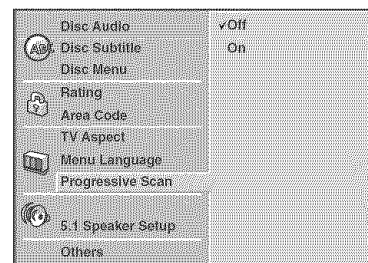 Disc Audio
Disc Subtitle
Disc Menu
Rating
Area Code
TV Aspect
Menu Language
Progressive Scan
5.1 Speaker Setup
Others
✓Off
On